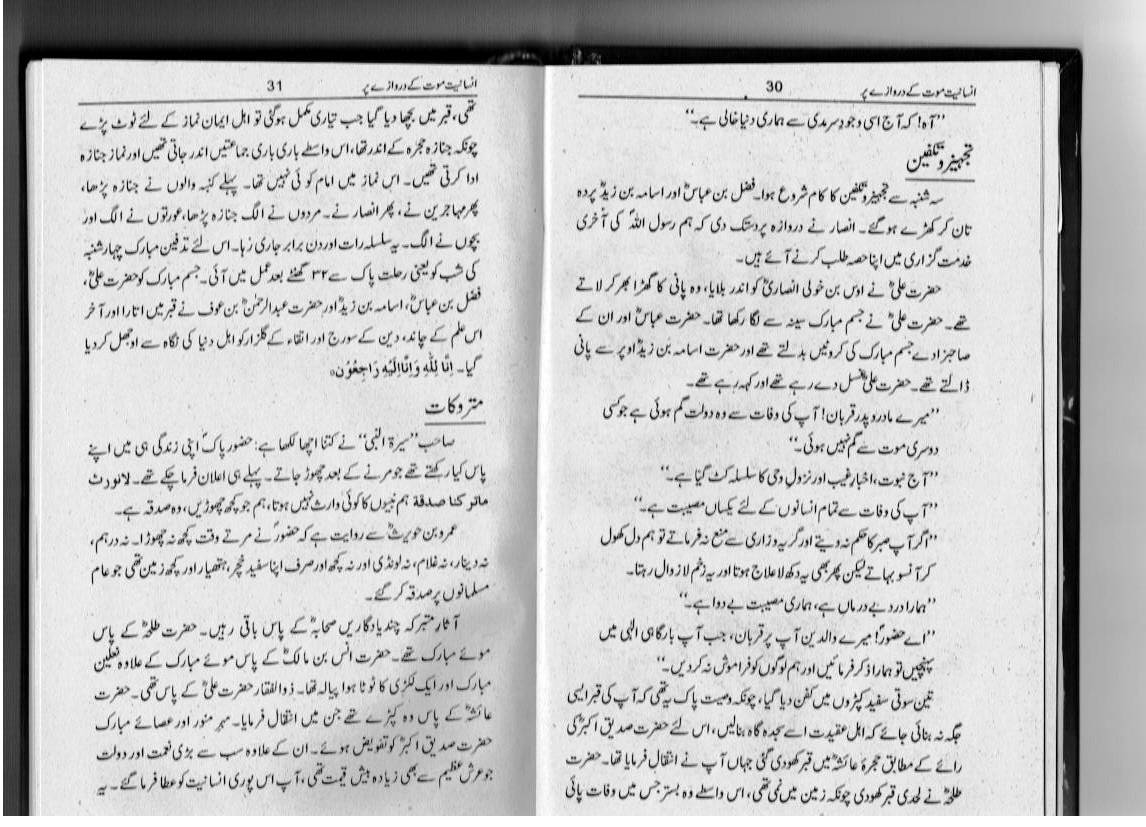 انسانیت موت کے دروازے پر 30
’’آہ! کہ آج اسی وجودِ سرمدی سے ہماری دنیا خالی ہے۔‘‘
تجہیز و تکفین
سہ شنبہ سے تجہیز و تکفین کا کام شروع ہوا۔ فضل بن عباسؓ اور اسامہ بن زیدؓ پردہ
تان کر کھڑے ہوگئے۔ انصار نے دروازہ پر دستک دی کہ ہم رسول اللہؐ کی آخری
خدمت گزاری میں اپنا حصہ طلب کرنے آئے ہیں۔
حضرت علیؓ نے اوس بن خولی انصاریؓ کو اندر بلایا، وہ پانی کا گھڑا بھر کر لاتے
تھے۔ حضرت علیؓ نے جسم مبارک سینہ سے لگا رکھا تھا۔ حضرت عباسؓ اور ان کے
صاحبزادے جسم مبارک کی کروٹیں بدلتے تھے اور حضرت اسامہ بن زیدؓ اوپر سے پانی
ڈالتے تھے۔ حضرت علیؓ غسل دے رہے تھے اور کہہ رہے تھے۔
’’میرے مادر و پدر قربان! آپ کی وفات سے وہ دولت گم ہوئی ہے جو کسی
دوسری موت سے گم نہیں ہوئی۔‘‘
’’آج نبوت، اخبار غیب اور نزول وحی کا سلسلہ کٹ گیا ہے۔‘‘
’’آپ کی وفات سے تمام انسانوں کے لئے یکساں مصیبت ہے۔‘‘
’’اگر آپ صبر کا حکم نہ دیتے اور گریہ و زاری سے منع نہ فرماتے تو ہم دل کھول
کر آنسو بہاتے لیکن پھر بھی یہ دکھ لاعلاج ہوتا اور یہ زخم لازوال رہتا۔
’’ہمارا درد بے درماں ہے، ہماری مصیبت بے دوا ہے۔‘‘
’’اے حضورؐ! میرے والدین آپ پر قربان، جب آپ بارگاہ الٰہی میں
پہنچیں تو ہمارا ذکر فرمائیں اور ہم لوگوں کو فراموش نہ کردیں۔‘‘
تین سوتی سفید کپڑوں میں کفن دیا گیا، چونکہ وصیت پاک یہ تھی کہ آپ کی قبر ایسی
جگہ نہ بنائی جائے کہ اہل عقیدت اسے سجدہ گاہ بنالیں، اس لئے حضرت صدیق اکبرؓ کی
رائے کے مطابق حجرۂ عائشہؓ میں قبر کھودی گئی جہاں آپ نے انتقال فرمایا تھا۔ حضرت
طلحہؓ نے لحدی قبر کھودی چونکہ زمین میں نمی تھی، اس واسطے وہ بستر جس میں وفات پائی
انسانیت موت کے دروازے پر 31
تھی، قبر میں بچھا دیا گیا جب تیاری مکمل ہوگئی تو اہل ایمان نماز کے لئے ٹوٹ پڑے
چونکہ جنازہ حجرہ کے اندر تھا، اس واسطے باری باری جماعتیں اندر جاتی تھیں اور نماز جنازہ
ادا کرتی تھیں۔ اس نماز میں امام کوئی نہیں تھا۔ پہلے کنبہ والوں نے جنازہ پڑھا،
پھر مہاجرین نے، پھر انصار نے۔ مردوں نے الگ جنازہ پڑھا، عورتوں نے الگ اور
بچوں نے الگ۔ یہ سلسلہ رات اور دن برابر جاری رہا۔ اس لئے تدفین مبارک چہار شنبہ
کی شب کو یعنی رحلت پاک سے ۳۲ گھنٹے بعد عمل میں آئی۔ جسم مبارک کو حضرت علیؓ،
فضل بن عباسؓ، اسامہ بن زیدؓ اور حضرت عبدالرحمٰنؓ بن عوف نے قبر میں اتارا اور آخر
اس علم کے چاند، دین کے سورج اور اتقاء کے گلزار کو اہل دنیا کی نگاہ سے اوجھل کر دیا
گیا۔ اِنَّا لِلّٰہِ وَ اِنَّا اِلَیْہِ رَاجِعُوْنَ
متروکات
صاحب ’’سیرۃ النبی‘‘ نے کتنا اچھا لکھا ہے: حضور پاکؐ اپنی زندگی ہی میں اپنے
پاس کیا رکھتے تھے جو مرنے کے بعد چھوڑ جاتے۔ پہلے ہی اعلان فرما چکے تھے۔ لانورث
ماترکنا صدقة ہم نبیوں کا کوئی وارث نہیں ہوتا، ہم جو کچھ چھوڑیں، وہ صدقہ ہے۔
عمرو بن حویرثؓ سے روایت ہے کہ حضورؐ نے مرتے وقت کچھ نہ چھوڑا۔ نہ درہم،
نہ دینار، نہ غلام، نہ لونڈی اور نہ کچھ اور صرف اپنا سفید خچر، ہتھیار اور کچھ زمین تھی جو عام
مسلمانوں پر صدقہ کر گئے۔
آثار متبرکہ چند یادگاریں صحابہؓ کے پاس باقی رہیں۔ حضرت طلحہؓ کے پاس
موئے مبارک تھے۔ حضرت انس بن مالکؓ کے پاس موئے مبارک کے علاوہ نعلین
مبارک اور ایک لکڑی کا ٹوٹا ہوا پیالہ تھا۔ ذوالفقار حضرت علیؓ کے پاس تھی۔ حضرت
عائشہؓ کے پاس وہ کپڑے تھے جن میں انتقال فرمایا۔ مہر منور اور عصائے مبارک
حضرت صدیق اکبرؓ کو تفویض ہوئے۔ ان کے علاوہ سب سے بڑی نعمت اور دولت
جو عرش عظیم سے بھی زیادہ بیش قیمت تھی، آپ اس پوری انسانیت کو عطا فرما گئے۔ یہ